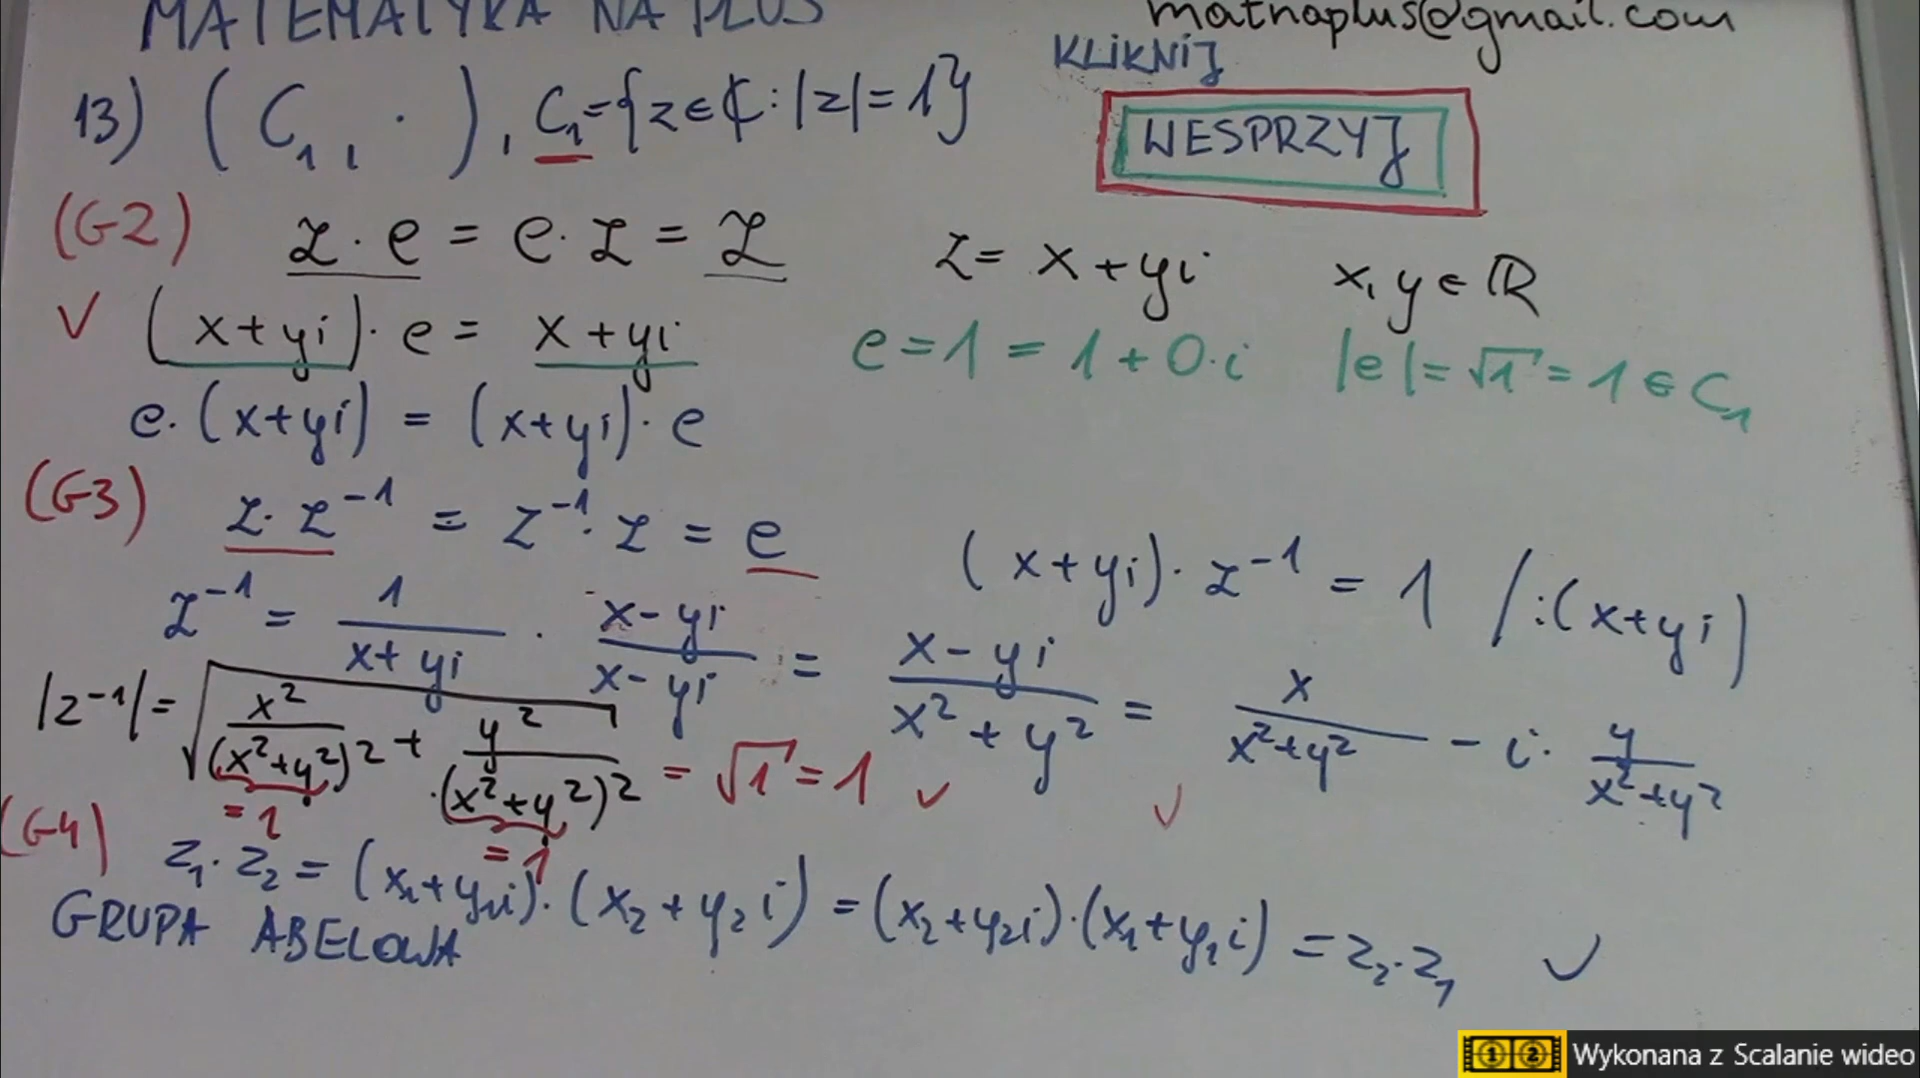 MATEMATYKA NA PLUS
matnaplus@gmail.com
KLIKNIJ
WESPRZYJ
13) (C₁, ·), C₁={z∈ℂ:|z|=1}
(G2) z·e = e·z = z
z = x+yi x, y ∈ ℝ
✓ (x+yi)·e = x+yi
e=1=1+0·i |e|=√1=1∈C₁
e·(x+yi) = (x+yi)·e
(G3) z·z⁻¹ = z⁻¹·z = e
(x+yi)·z⁻¹ = 1 /:(x+yi)
z⁻¹ = 1/(x+yi) · (x-yi)/(x-yi) = (x-yi)/(x²+y²) = x/(x²+y²) - i· y/(x²+y²)
|z⁻¹|= √(x²/(x²+y²)² + y²/(x²+y²)²) = √1 = 1 ✓ ✓
=1 =1
(G4) z₁·z₂ = (x₁+y₁i)·(x₂+y₂i) = (x₂+y₂i)·(x₁+y₁i) = z₂·z₁ ✓
GRUPA ABELOWA
1 2 Wykonana z Scalanie wideo